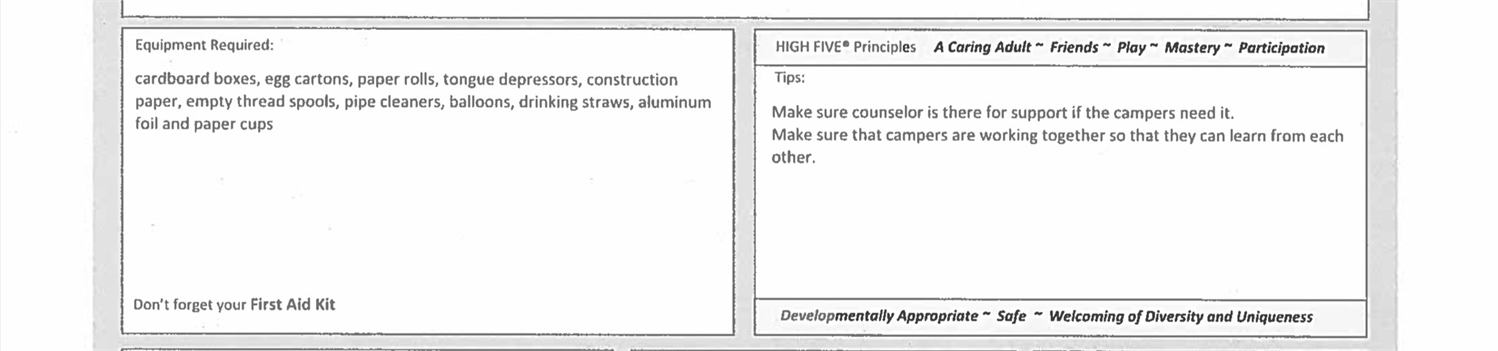 Equipment Required:
cardboard boxes, egg cartons, paper rolls, tongue depressors, construction
paper, empty thread spools, pipe cleaners, balloons, drinking straws, aluminum
foil and paper cups
Don't forget your First Aid Kit
HIGH FIVE® Principles A Caring Adult ~ Friends ~ Play ~ Mastery ~ Participation
Tips:
Make sure counselor is there for support if the campers need it.
Make sure that campers are working together so that they can learn from each
other.
Developmentally Appropriate ~ Safe ~ Welcoming of Diversity and Uniqueness